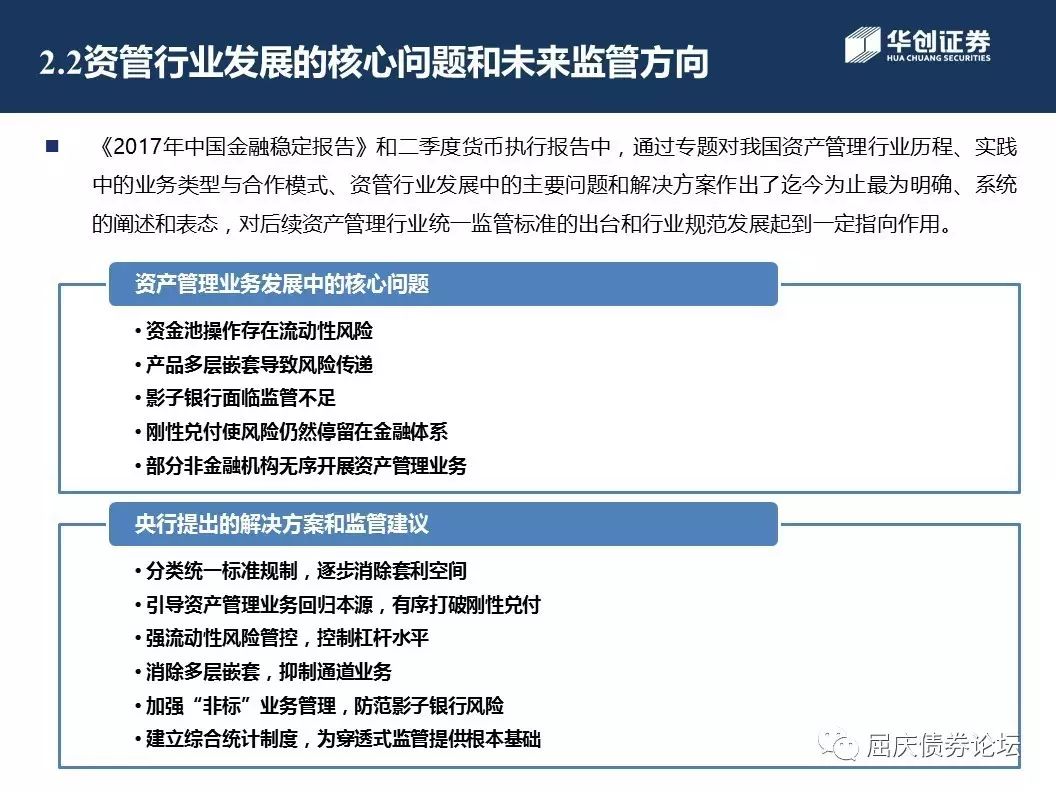 2.2资管行业发展的核心问题和未来监管方向
华创证券
HUA CHUANG SECURITIES
《2017年中国金融稳定报告》和二季度货币执行报告中，通过专题对我国资产管理行业历程、实践
中的业务类型与合作模式、资管行业发展中的主要问题和解决方案作出了迄今为止最为明确、系统
的阐述和表态，对后续资产管理行业统一监管标准的出台和行业规范发展起到一定指向作用。
资产管理业务发展中的核心问题
•资金池操作存在流动性风险
•产品多层嵌套导致风险传递
•影子银行面临监管不足
•刚性兑付使风险仍然停留在金融体系
•部分非金融机构无序开展资产管理业务
央行提出的解决方案和监管建议
•分类统一标准规制，逐步消除套利空间
•引导资产管理业务回归本源，有序打破刚性兑付
•强流动性风险管控，控制杠杆水平
•消除多层嵌套，抑制通道业务
•加强“非标”业务管理，防范影子银行风险
•建立综合统计制度，为穿透式监管提供根本基础
屈庆债券论坛